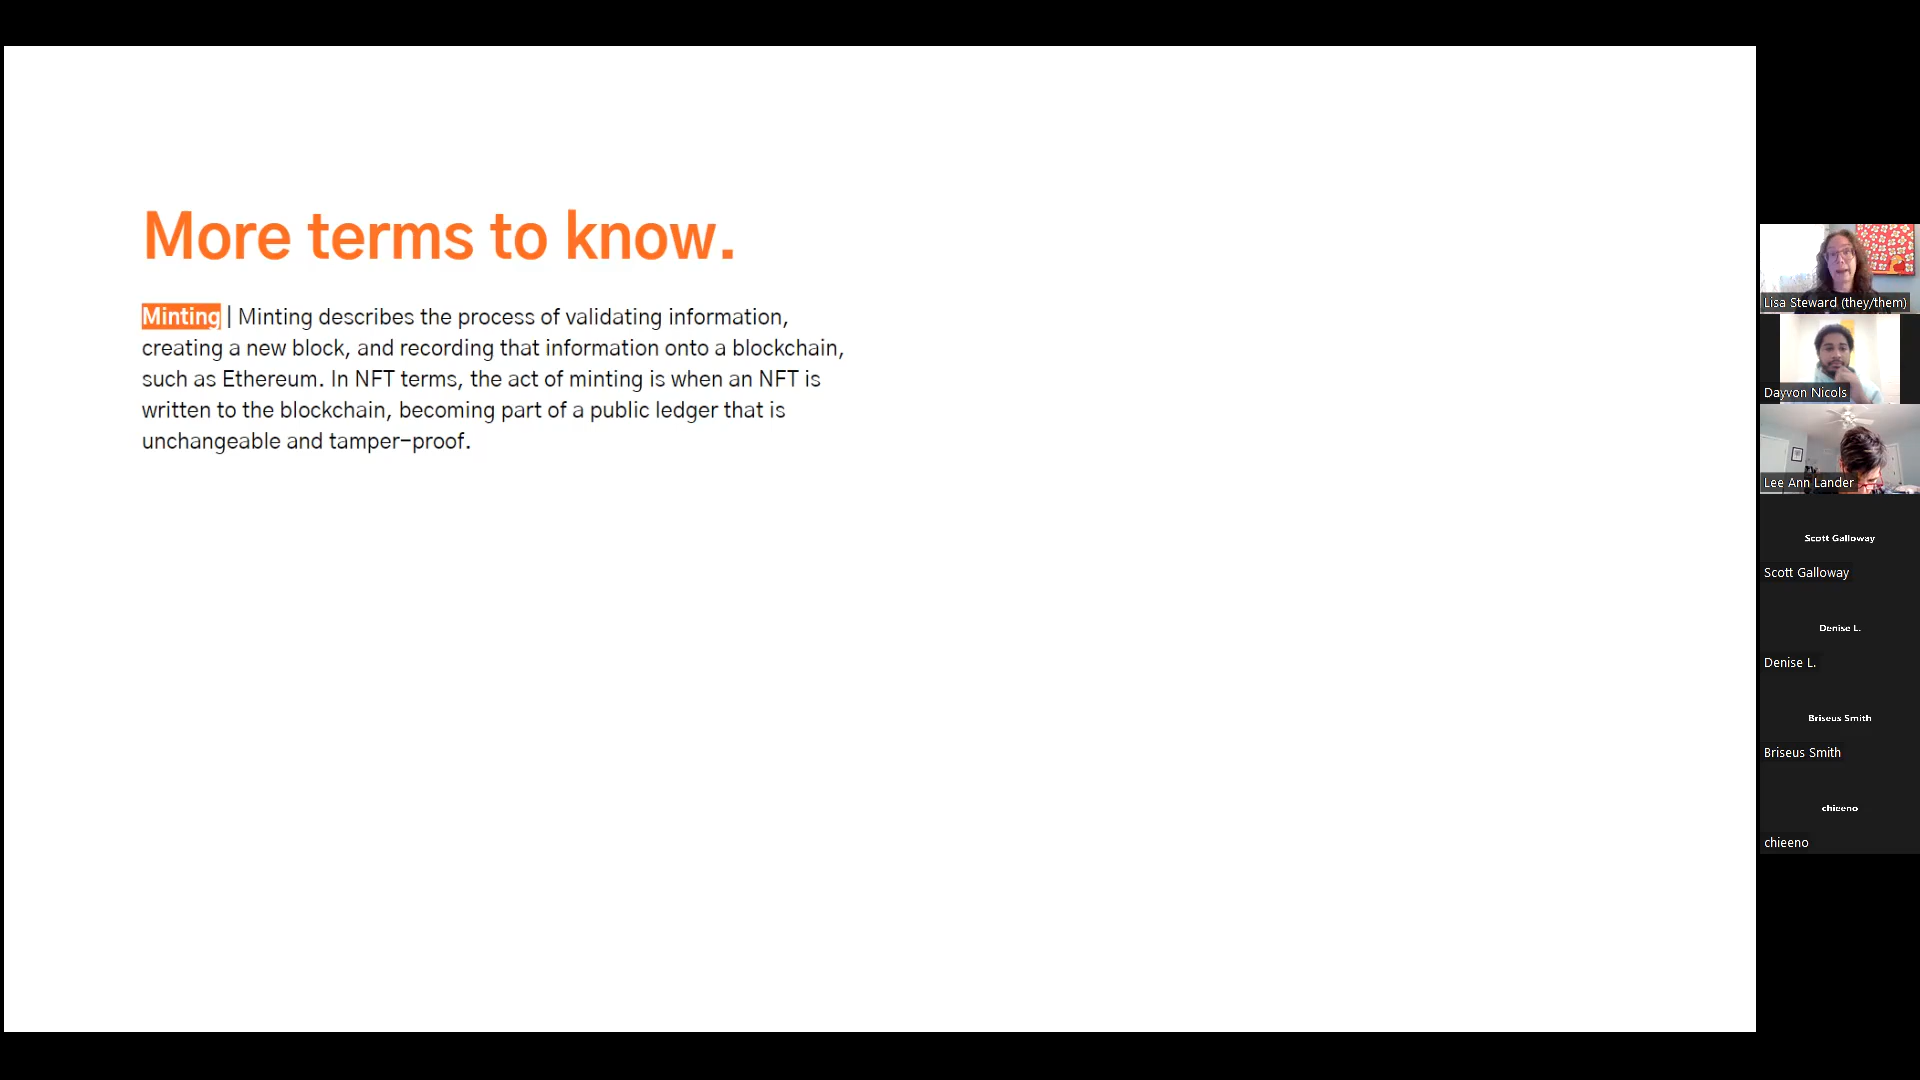 More terms to know.
Minting | Minting describes the process of validating information,
creating a new block, and recording that information onto a blockchain,
such as Ethereum. In NFT terms, the act of minting is when an NFT is
written to the blockchain, becoming part of a public ledger that is
unchangeable and tamper-proof.
Lisa Steward (they/them)
Dayvon Nicols
Lee Ann Lander
Scott Galloway
Scott Galloway
Denise L.
Denise L.
Briseus Smith
Briseus Smith
chieeno
chieeno